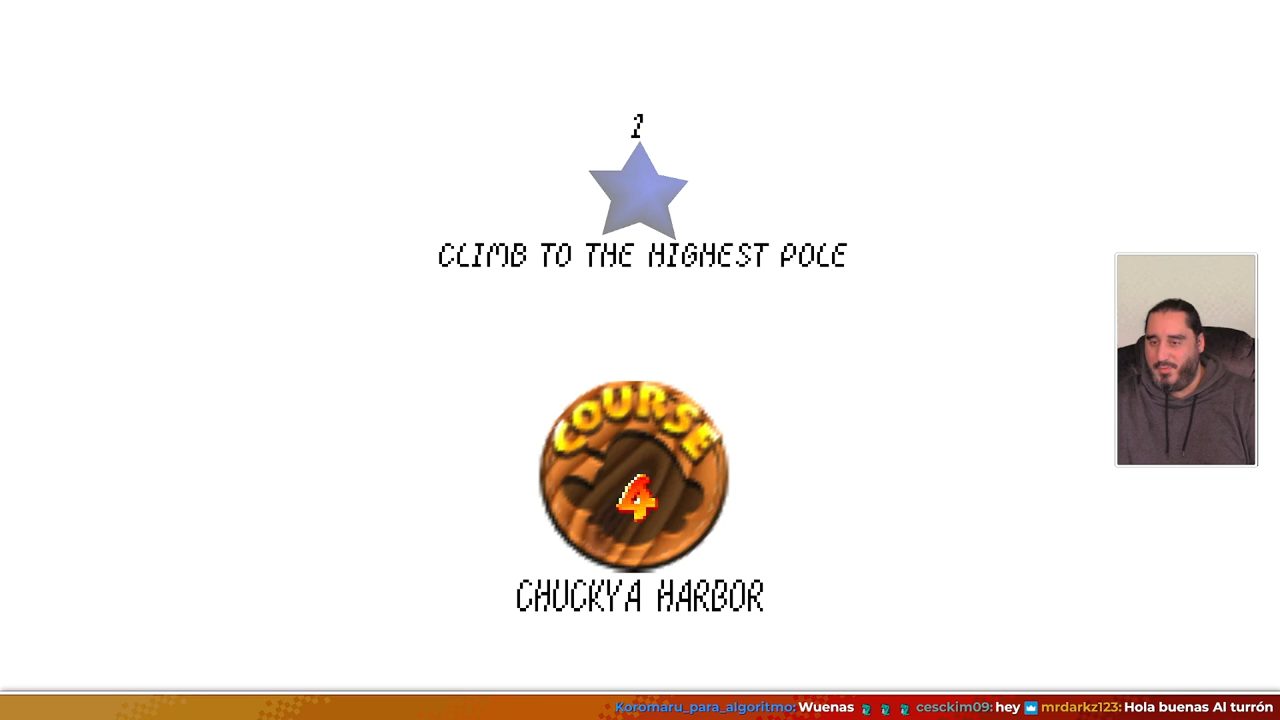 1
CLIMB TO THE HIGHEST POLE
COURSE
4
CHUCKYA HARBOR
Koromaru_para_algoritmo: Wuenas cesckim09: hey mrdarkz123: Hola buenas Al turrón